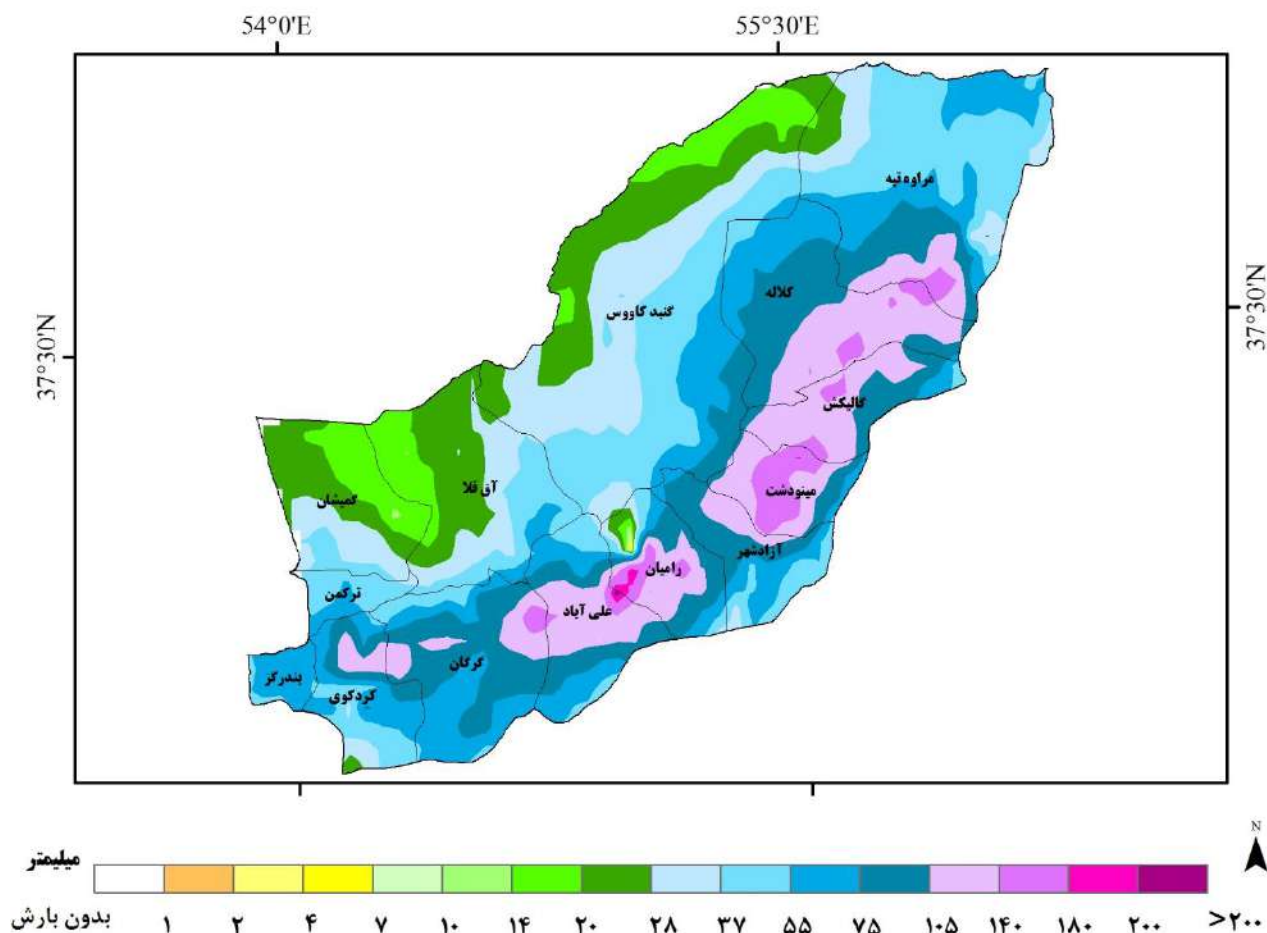 54°0'E
55°30'E
مراوه تپه
37°30'N
کلاله
گنبد کاووس
37°30'N
گالیکش
آق قلا
گمیشان
مینودشت
آزادشهر
رامیان
ترکمن
علی آباد
گرگان
بندرگز
کردکوی
N
میلیمتر
بدون بارش ۱ ۲ ۴ ۷ ۱۰ ۱۴ ۲۰ ۲۸ ۳۷ ۵۵ ۷۵ ۱۰۵ ۱۴۰ ۱۸۰ ۲۰۰ >۲۰۰